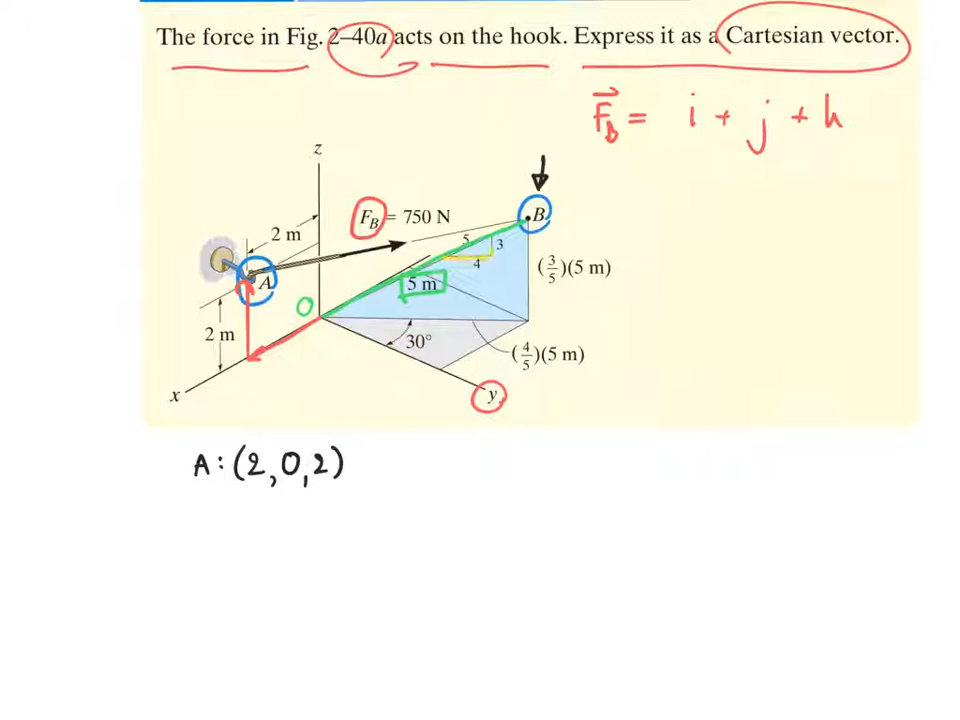 The force in Fig. 2–40a acts on the hook. Express it as a Cartesian vector.
F⃗_B = i + j + k
z
B
F_B = 750 N
2 m
5
3
4
(3/5)(5 m)
A
5 m
O
2 m
30°
(4/5)(5 m)
x
y
A : (2, 0, 2)